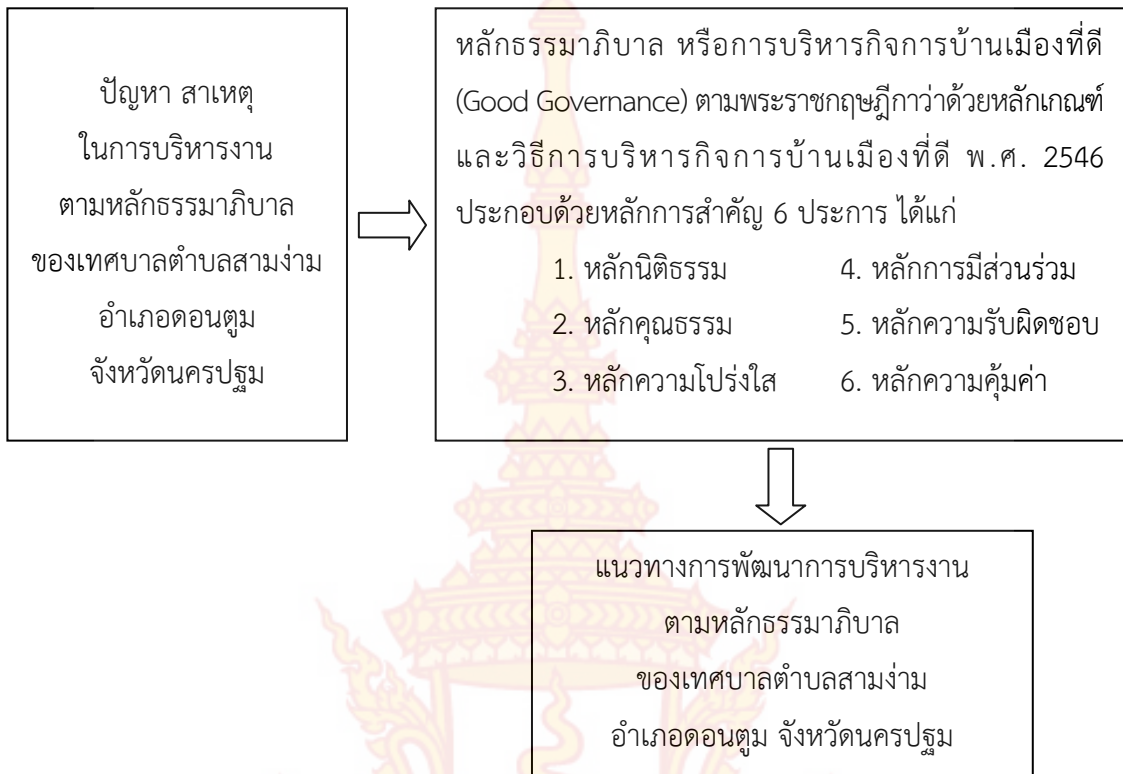 ปัญหา สาเหตุ
ในการบริหารงาน
ตามหลักธรรมาภิบาล
ของเทศบาลตำบลสามง่าม
อำเภอดอนตูม
จังหวัดนครปฐม
หลักธรรมาภิบาล หรือการบริหารกิจการบ้านเมืองที่ดี
(Good Governance) ตามพระราชกฤษฎีกาว่าด้วยหลักเกณฑ์
และวิธีการบริหารกิจการบ้านเมืองที่ดี พ.ศ. 2546
ประกอบด้วยหลักการสำคัญ 6 ประการ ได้แก่
1. หลักนิติธรรม 4. หลักการมีส่วนร่วม
2. หลักคุณธรรม 5. หลักความรับผิดชอบ
3. หลักความโปร่งใส 6. หลักความคุ้มค่า
แนวทางการพัฒนาการบริหารงาน
ตามหลักธรรมาภิบาล
ของเทศบาลตำบลสามง่าม
อำเภอดอนตูม จังหวัดนครปฐม